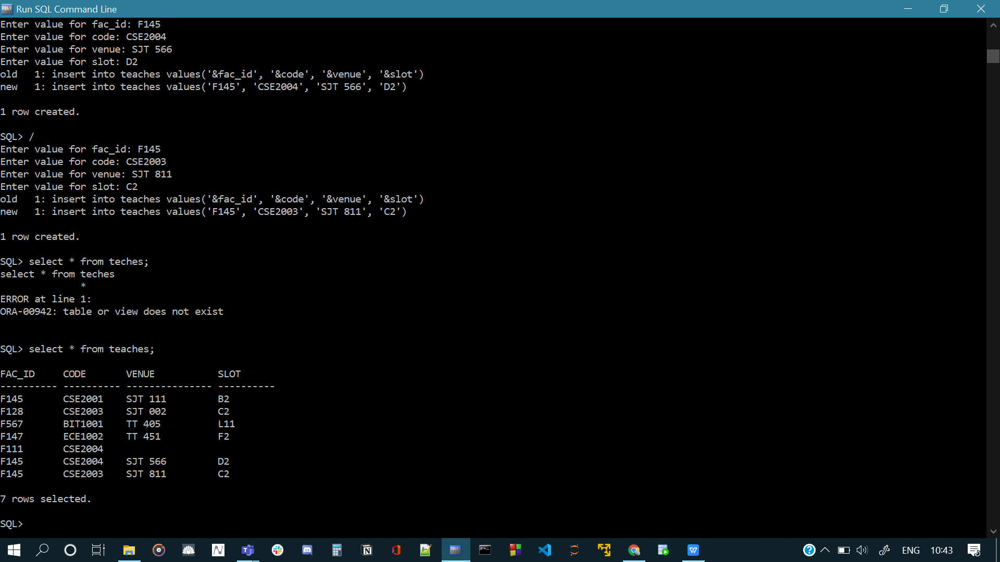 Run SQL Command Line
Enter value for fac_id: F145
Enter value for code: CSE2004
Enter value for venue: SJT 566
Enter value for slot: D2
old   1: insert into teaches values('&fac_id', '&code', '&venue', '&slot')
new   1: insert into teaches values('F145', 'CSE2004', 'SJT 566', 'D2')
1 row created.
SQL> /
Enter value for fac_id: F145
Enter value for code: CSE2003
Enter value for venue: SJT 811
Enter value for slot: C2
old   1: insert into teaches values('&fac_id', '&code', '&venue', '&slot')
new   1: insert into teaches values('F145', 'CSE2003', 'SJT 811', 'C2')
1 row created.
SQL> select * from teches;
select * from teches
              *
ERROR at line 1:
ORA-00942: table or view does not exist
SQL> select * from teaches;
FAC_ID     CODE       VENUE           SLOT
---------- ---------- --------------- ----------
F145       CSE2001    SJT 111         B2
F128       CSE2003    SJT 002         C2
F567       BIT1001    TT 405          L11
F147       ECE1002    TT 451          F2
F111       CSE2004
F145       CSE2004    SJT 566         D2
F145       CSE2003    SJT 811         C2
7 rows selected.
SQL>
ENG 10:43